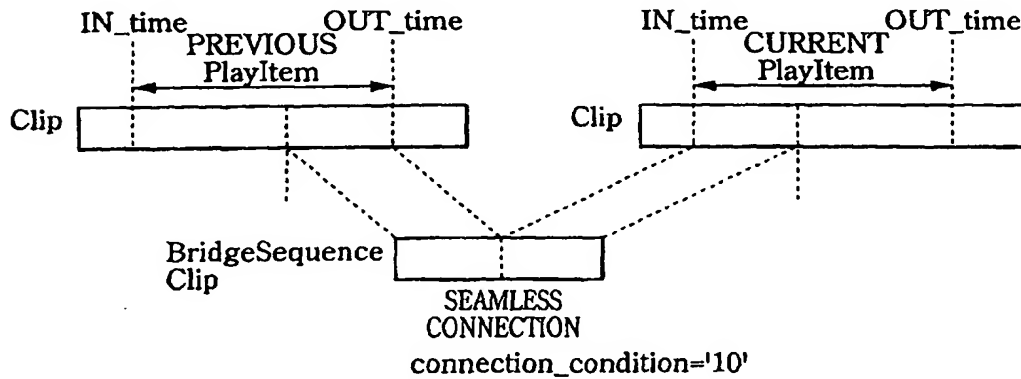 IN_time
OUT_time
PREVIOUS
PlayItem
Clip
IN_time
OUT_time
CURRENT
PlayItem
Clip
BridgeSequence
Clip
SEAMLESS
CONNECTION
connection_condition='10'